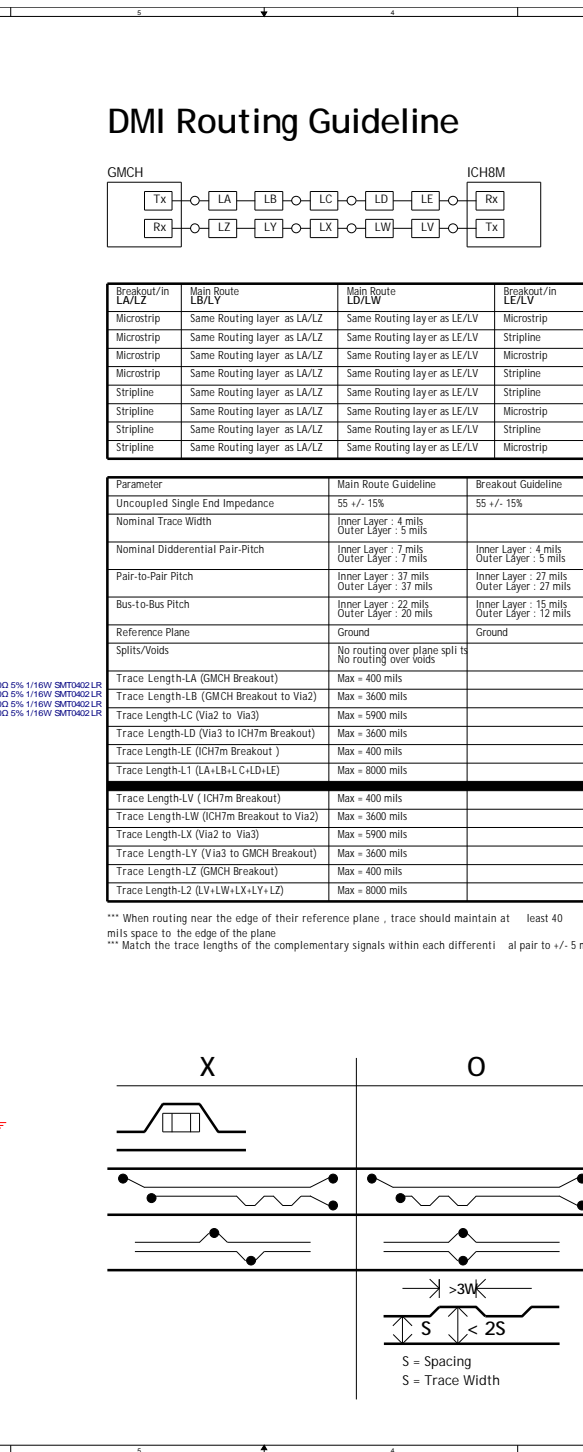 5 4
DMI Routing Guideline
GMCH ICH8M
Tx LA LB LC LD LE Rx
Rx LZ LY LX LW LV Tx
Breakout/in Main Route Main Route Breakout/in
LA/LZ LB/LY LD/LW LE/LV
Microstrip Same Routing layer as LA/LZ Same Routing layer as LE/LV Microstrip
Microstrip Same Routing layer as LA/LZ Same Routing layer as LE/LV Stripline
Microstrip Same Routing layer as LA/LZ Same Routing layer as LE/LV Microstrip
Microstrip Same Routing layer as LA/LZ Same Routing layer as LE/LV Stripline
Stripline Same Routing layer as LA/LZ Same Routing layer as LE/LV Stripline
Stripline Same Routing layer as LA/LZ Same Routing layer as LE/LV Microstrip
Stripline Same Routing layer as LA/LZ Same Routing layer as LE/LV Stripline
Stripline Same Routing layer as LA/LZ Same Routing layer as LE/LV Microstrip
Parameter Main Route Guideline Breakout Guideline
Uncoupled Single End Impedance 55 +/- 15% 55 +/- 15%
Nominal Trace Width Inner Layer : 4 mils
Outer Layer : 5 mils
Nominal Didderential Pair-Pitch Inner Layer : 7 mils Inner Layer : 4 mils
Outer Layer : 7 mils Outer Layer : 5 mils
Pair-to-Pair Pitch Inner Layer : 37 mils Inner Layer : 27 mils
Outer Layer : 37 mils Outer Layer : 27 mils
Bus-to-Bus Pitch Inner Layer : 22 mils Inner Layer : 15 mils
Outer Layer : 20 mils Outer Layer : 12 mils
Reference Plane Ground Ground
Splits/Voids No routing over plane splits
No routing over voids
Trace Length-LA (GMCH Breakout) Max = 400 mils
Trace Length-LB (GMCH Breakout to Via2) Max = 3600 mils
Trace Length-LC (Via2 to Via3) Max = 5900 mils
Trace Length-LD (Via3 to ICH7m Breakout) Max = 3600 mils
Trace Length-LE (ICH7m Breakout ) Max = 400 mils
Trace Length-L1 (LA+LB+LC+LD+LE) Max = 8000 mils
Trace Length-LV ( ICH7m Breakout) Max = 400 mils
Trace Length-LW (ICH7m Breakout to Via2) Max = 3600 mils
Trace Length-LX (Via2 to Via3) Max = 5900 mils
Trace Length-LY (Via3 to GMCH Breakout) Max = 3600 mils
Trace Length-LZ (GMCH Breakout) Max = 400 mils
Trace Length-L2 (LV+LW+LX+LY+LZ) Max = 8000 mils
0Ω 5% 1/16W SMT0402 LR
0Ω 5% 1/16W SMT0402 LR
0Ω 5% 1/16W SMT0402 LR
0Ω 5% 1/16W SMT0402 LR
*** When routing near the edge of their reference plane , trace should maintain at least 40
mils space to the edge of the plane
*** Match the trace lengths of the complementary signals within each differenti al pair to +/- 5 m
X O
>3W
S < 2S
S = Spacing
S = Trace Width
5 4